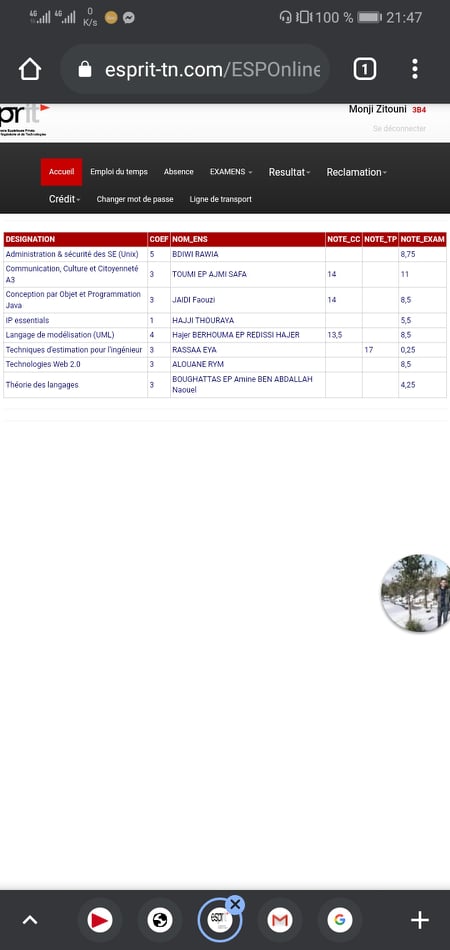 4G 4G 0 K/s 100 % 21:47
esprit-tn.com/ESPOnline
1
prit
Monji Zitouni 3B4
Se déconnecter
Accueil Emploi du temps Absence EXAMENS Resultat Reclamation
Crédit Changer mot de passe Ligne de transport
DESIGNATION COEF NOM_ENS NOTE_CC NOTE_TP NOTE_EXAM
Administration & sécurité des SE (Unix) 5 BDIWI RAWIA 8,75
Communication, Culture et Citoyenneté
A3 3 TOUMI EP AJMI SAFA 14 11
Conception par Objet et Programmation
Java 3 JAIDI Faouzi 14 8,5
IP essentials 1 HAJJI THOURAYA 5,5
Langage de modélisation (UML) 4 Hajer BERHOUMA EP REDISSI HAJER 13,5 8,5
Techniques d'estimation pour l'ingénieur 3 RASSAA EYA 17 0,25
Technologies Web 2.0 3 ALOUANE RYM 8,5
Théorie des langages 3 BOUGHATTAS EP Amine BEN ABDALLAH
Naouel 4,25
esprit